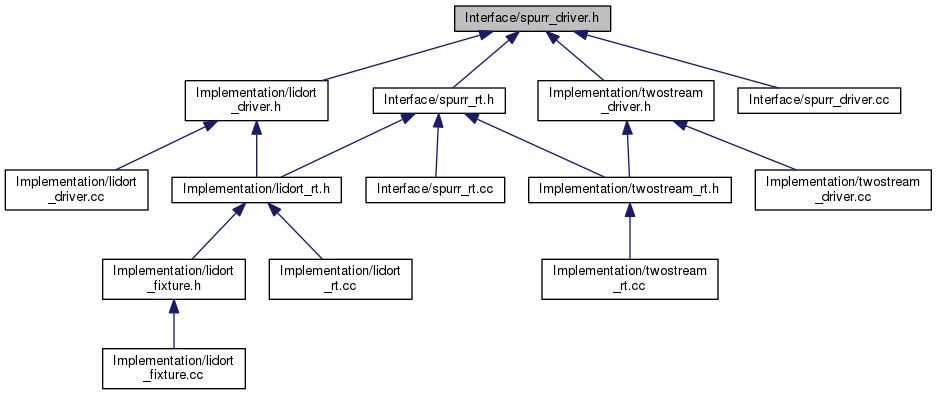 Interface/spurr_driver.h
Implementation/lidort
_driver.h
Interface/spurr_rt.h
Implementation/twostream
_driver.h
Interface/spurr_driver.cc
Implementation/lidort
_driver.cc
Implementation/lidort_rt.h
Interface/spurr_rt.cc
Implementation/twostream_rt.h
Implementation/twostream
_driver.cc
Implementation/lidort
_fixture.h
Implementation/lidort
_rt.cc
Implementation/twostream
_rt.cc
Implementation/lidort
_fixture.cc